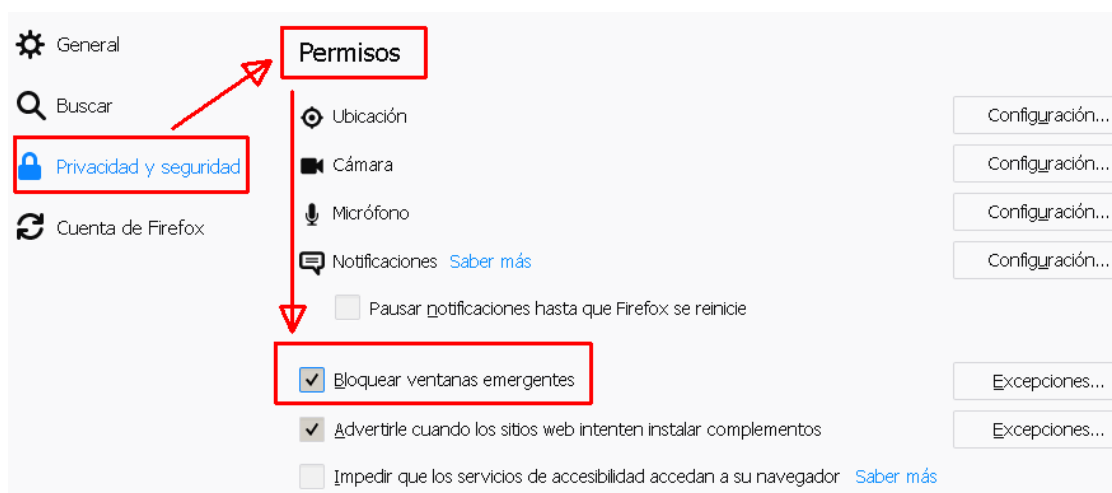 General
Buscar
Privacidad y seguridad
Cuenta de Firefox
Permisos
Ubicación Configuración...
Cámara Configuración...
Micrófono Configuración...
Notificaciones Saber más Configuración...
Pausar notificaciones hasta que Firefox se reinicie
Bloquear ventanas emergentes Excepciones...
Advertirle cuando los sitios web intenten instalar complementos Excepciones...
Impedir que los servicios de accesibilidad accedan a su navegador Saber más